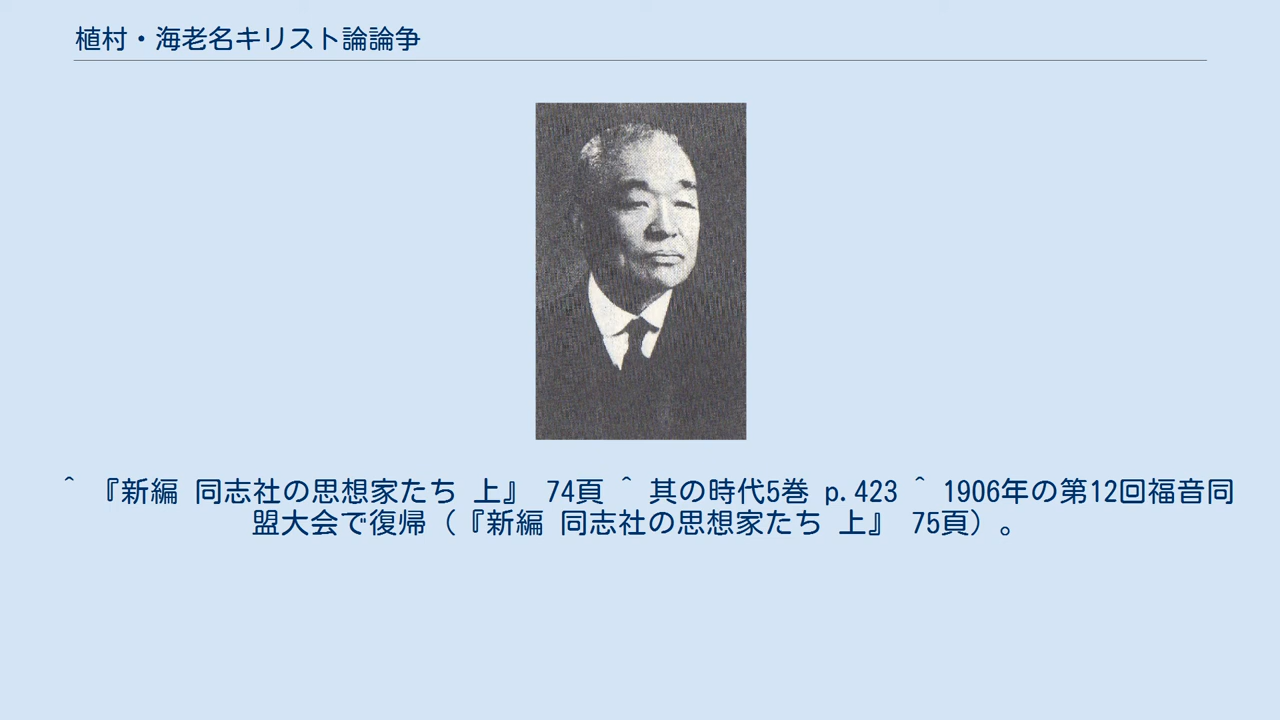 植村・海老名キリスト論論争
^ 『新編 同志社の思想家たち 上』 74頁 ^ 其の時代5巻 p.423 ^ 1906年の第12回福音同
盟大会で復帰（『新編 同志社の思想家たち 上』 75頁）。